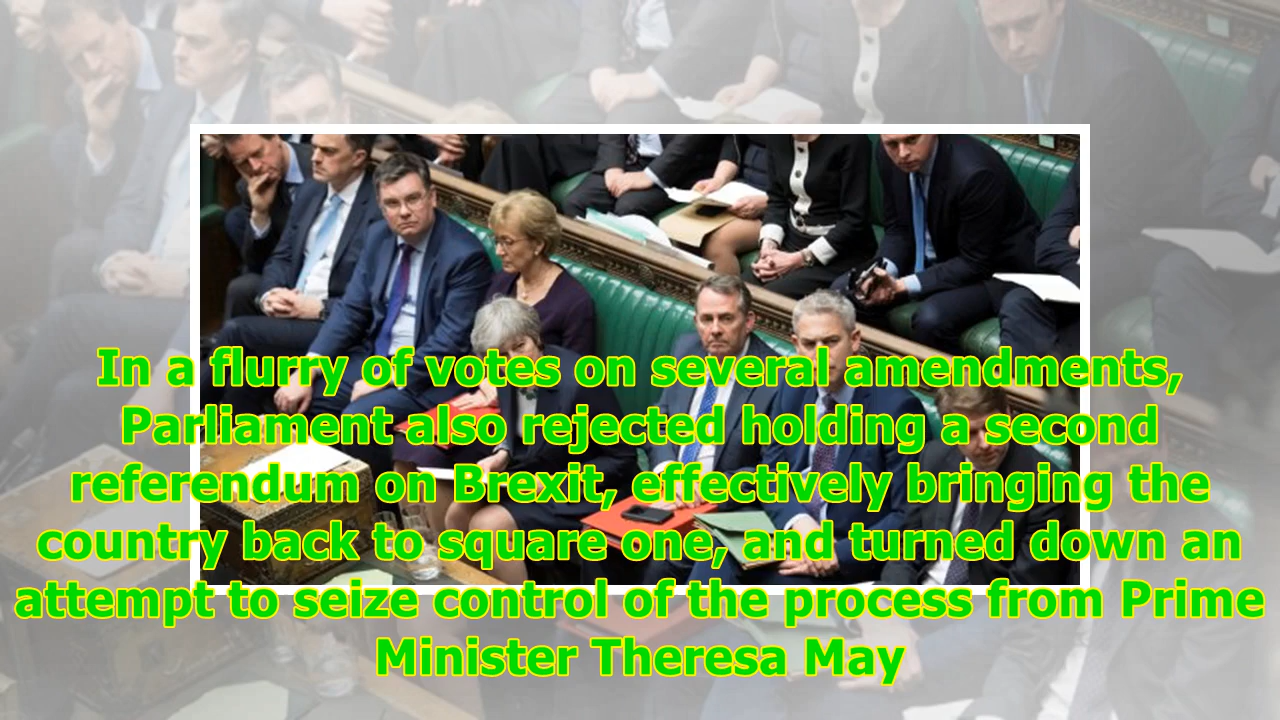 In a flurry of votes on several amendments,
Parliament also rejected holding a second
referendum on Brexit, effectively bringing the
country back to square one, and turned down an
attempt to seize control of the process from Prime
Minister Theresa May